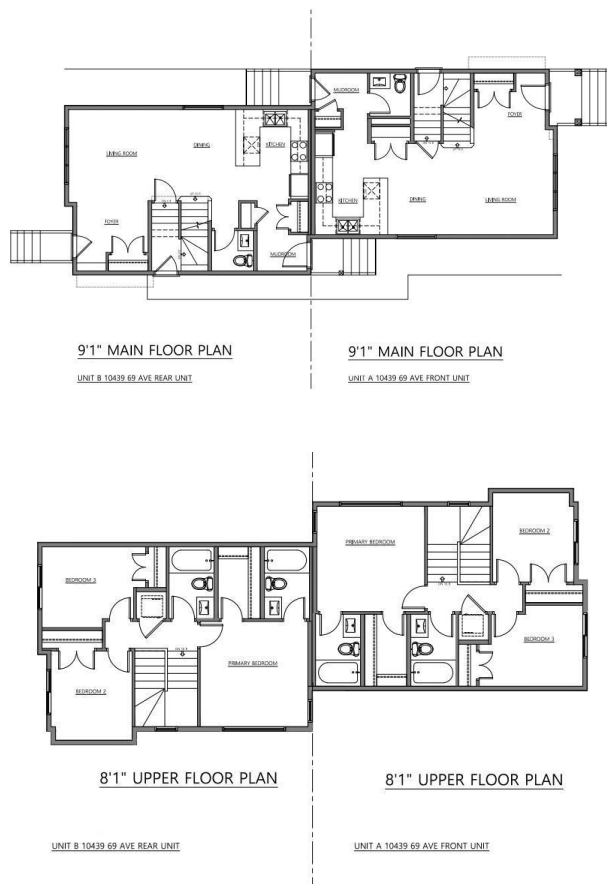 MUDROOM
FOYER
LIVING ROOM
DINING
KITCHEN
KITCHEN
DINING
LIVING ROOM
FOYER
MUDROOM
9'1" MAIN FLOOR PLAN
UNIT B 10439 69 AVE REAR UNIT
9'1" MAIN FLOOR PLAN
UNIT A 10439 69 AVE FRONT UNIT
BEDROOM 2
PRIMARY BEDROOM
BEDROOM 3
BEDROOM 3
PRIMARY BEDROOM
BEDROOM 2
8'1" UPPER FLOOR PLAN
UNIT B 10439 69 AVE REAR UNIT
8'1" UPPER FLOOR PLAN
UNIT A 10439 69 AVE FRONT UNIT